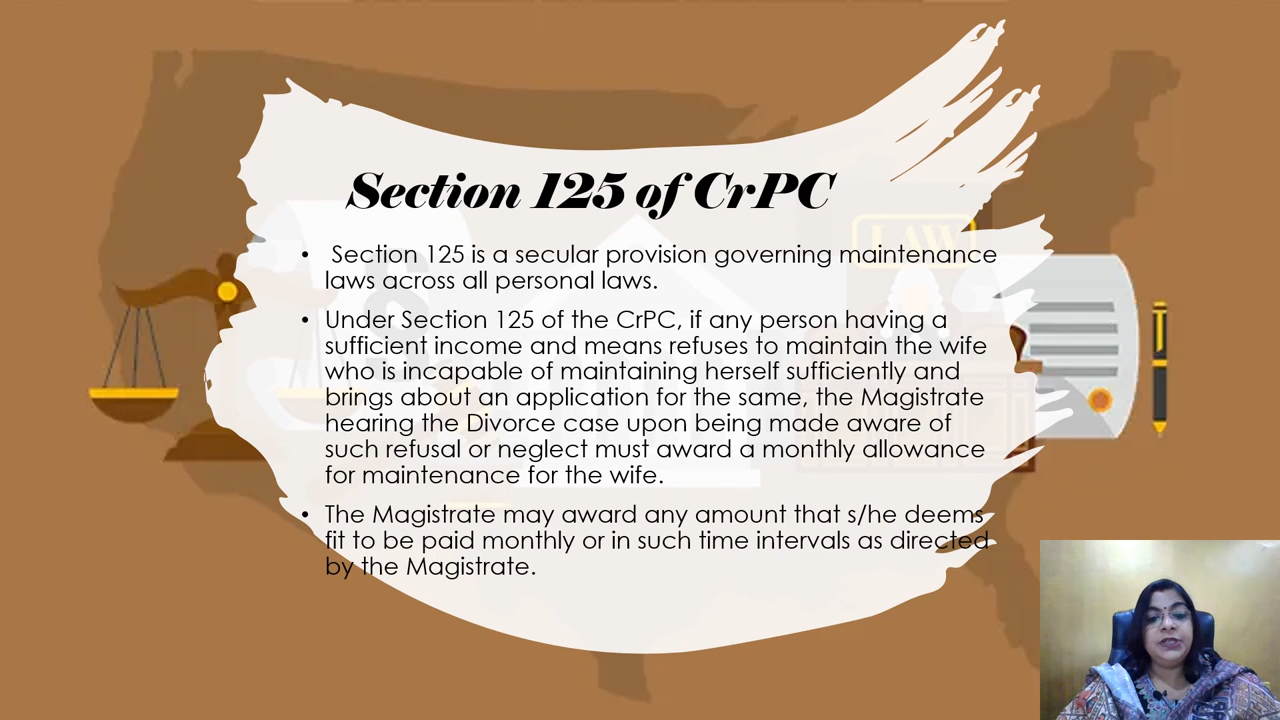 LAW
Section 125 of CrPC
• Section 125 is a secular provision governing maintenance
laws across all personal laws.
• Under Section 125 of the CrPC, if any person having a
sufficient income and means refuses to maintain the wife
who is incapable of maintaining herself sufficiently and
brings about an application for the same, the Magistrate
hearing the Divorce case upon being made aware of
such refusal or neglect must award a monthly allowance
for maintenance for the wife.
• The Magistrate may award any amount that s/he deems
fit to be paid monthly or in such time intervals as directed
by the Magistrate.